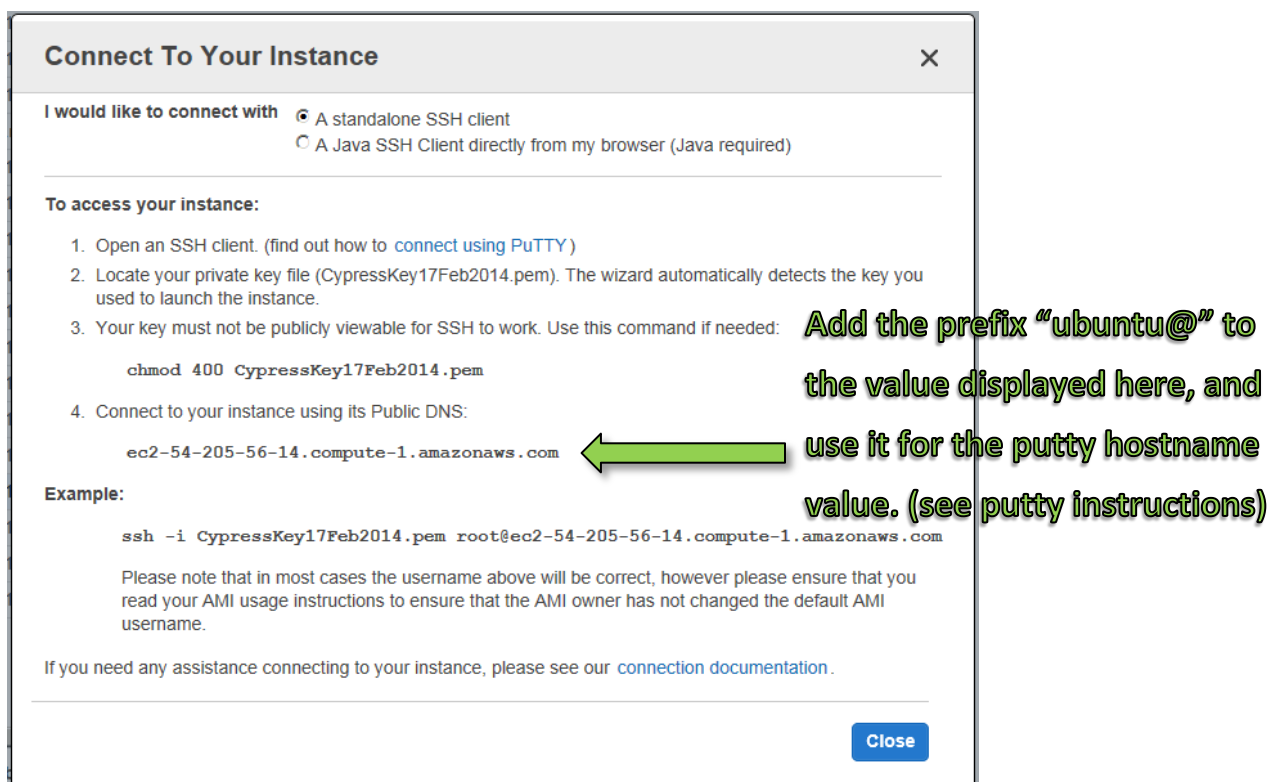 Connect To Your Instance
I would like to connect with
A standalone SSH client
A Java SSH Client directly from my browser (Java required)
To access your instance:
1. Open an SSH client. (find out how to connect using PuTTY)
2. Locate your private key file (CypressKey17Feb2014.pem). The wizard automatically detects the key you
used to launch the instance.
3. Your key must not be publicly viewable for SSH to work. Use this command if needed:
chmod 400 CypressKey17Feb2014.pem
4. Connect to your instance using its Public DNS:
ec2-54-205-56-14.compute-1.amazonaws.com
Add the prefix “ubuntu@” to
the value displayed here, and
use it for the putty hostname
value. (see putty instructions)
Example:
ssh -i CypressKey17Feb2014.pem root@ec2-54-205-56-14.compute-1.amazonaws.com
Please note that in most cases the username above will be correct, however please ensure that you
read your AMI usage instructions to ensure that the AMI owner has not changed the default AMI
username.
If you need any assistance connecting to your instance, please see our connection documentation.
Close